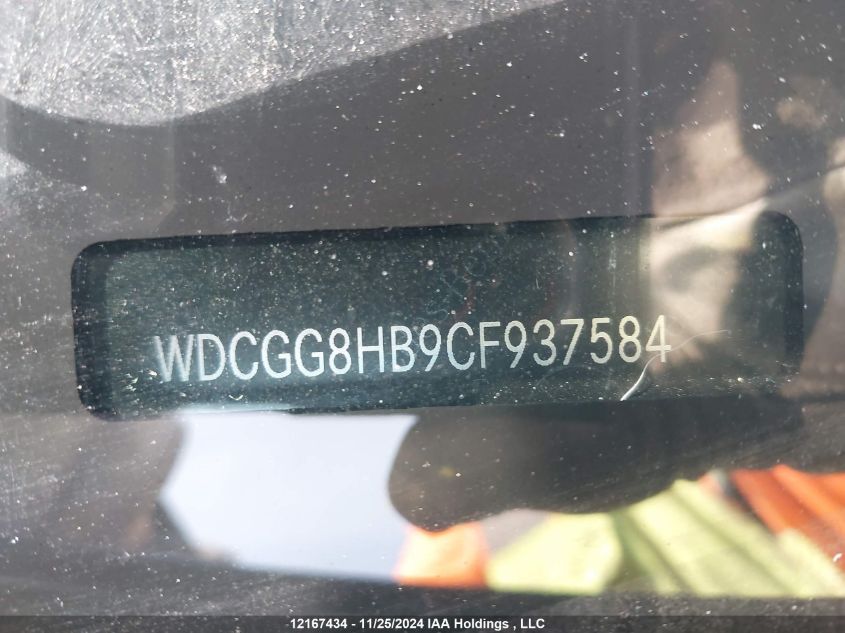 WDCGG8HB9CF937584
12167434 - 11/25/2024 IAA Holdings , LLC